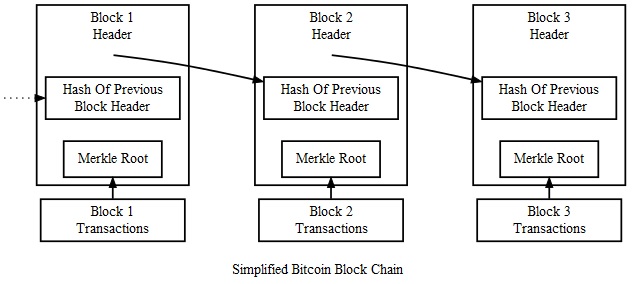 Block 1
Header
Hash Of Previous
Block Header
Merkle Root
Block 1
Transactions
Block 2
Header
Hash Of Previous
Block Header
Merkle Root
Block 2
Transactions
Block 3
Header
Hash Of Previous
Block Header
Merkle Root
Block 3
Transactions
Simplified Bitcoin Block Chain